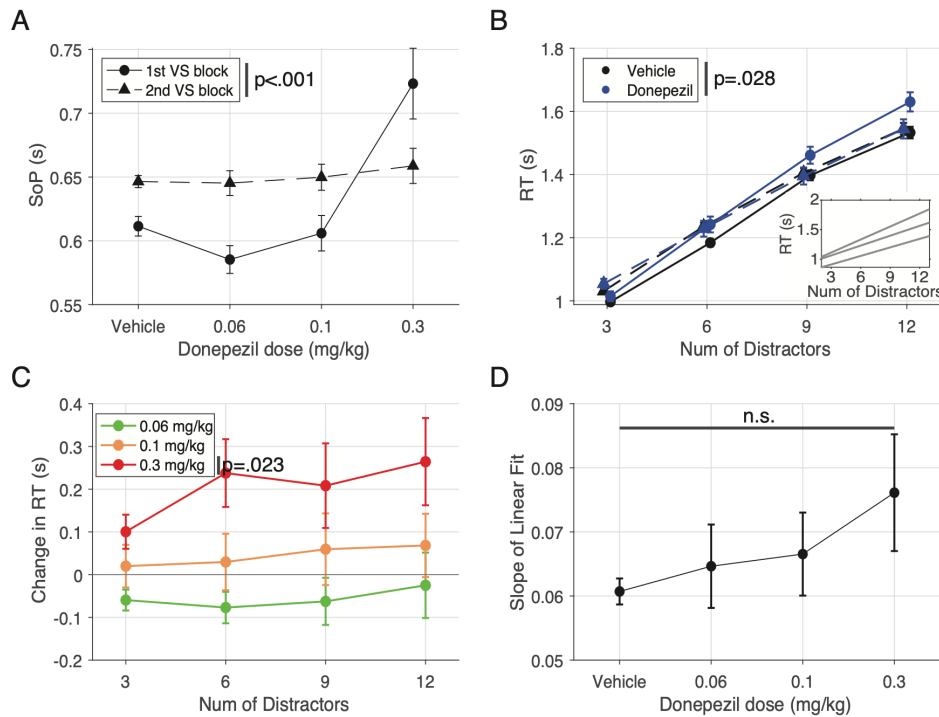 A
SoP (s)
0.75
0.7
0.65
0.6
0.55
1st VS block
2nd VS block
p<.001
Vehicle
0.06
0.1
0.3
Donepezil dose (mg/kg)
B
RT (s)
1.8
1.6
1.4
1.2
1
Vehicle
Donepezil
p=.028
3
6
9
12
Num of Distractors
RT (s)
2
1.5
1
3
6
9
12
Num of Distractors
C
Change in RT (s)
0.4
0.3
0.2
0.1
0
-0.1
-0.2
0.06 mg/kg
0.1 mg/kg
0.3 mg/kg
p=.023
3
6
9
12
Num of Distractors
D
Slope of Linear Fit
0.09
0.08
0.07
0.06
0.05
n.s.
Vehicle
0.06
0.1
0.3
Donepezil dose (mg/kg)